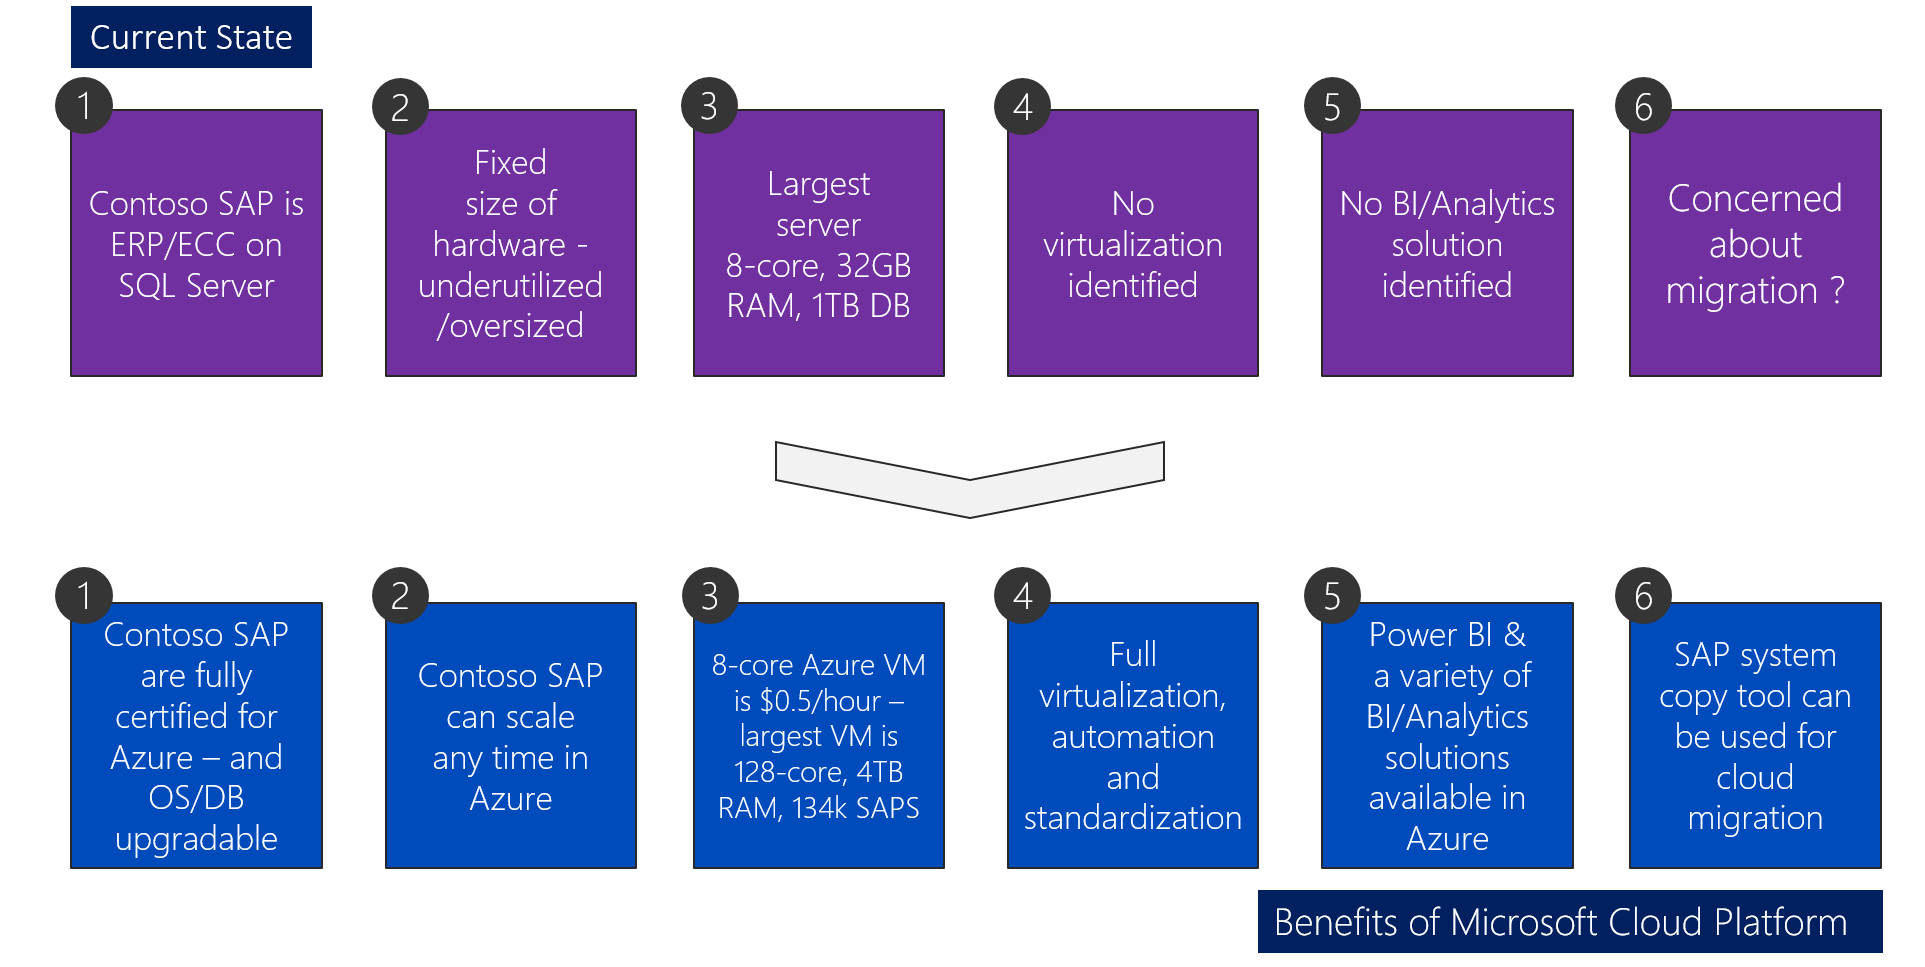 Current State
1
Contoso SAP is
ERP/ECC on
SQL Server
2
Fixed
size of
hardware -
underutilized
/oversized
3
Largest
server
8-core, 32GB
RAM, 1TB DB
4
No
virtualization
identified
5
No BI/Analytics
solution
identified
6
Concerned
about
migration ?
1
Contoso SAP
are fully
certified for
Azure – and
OS/DB
upgradable
2
Contoso SAP
can scale
any time in
Azure
3
8-core Azure VM
is $0.5/hour –
largest VM is
128-core, 4TB
RAM, 134k SAPS
4
Full
virtualization,
automation
and
standardization
5
Power BI &
a variety of
BI/Analytics
solutions
available in
Azure
6
SAP system
copy tool can
be used for
cloud
migration
Benefits of Microsoft Cloud Platform